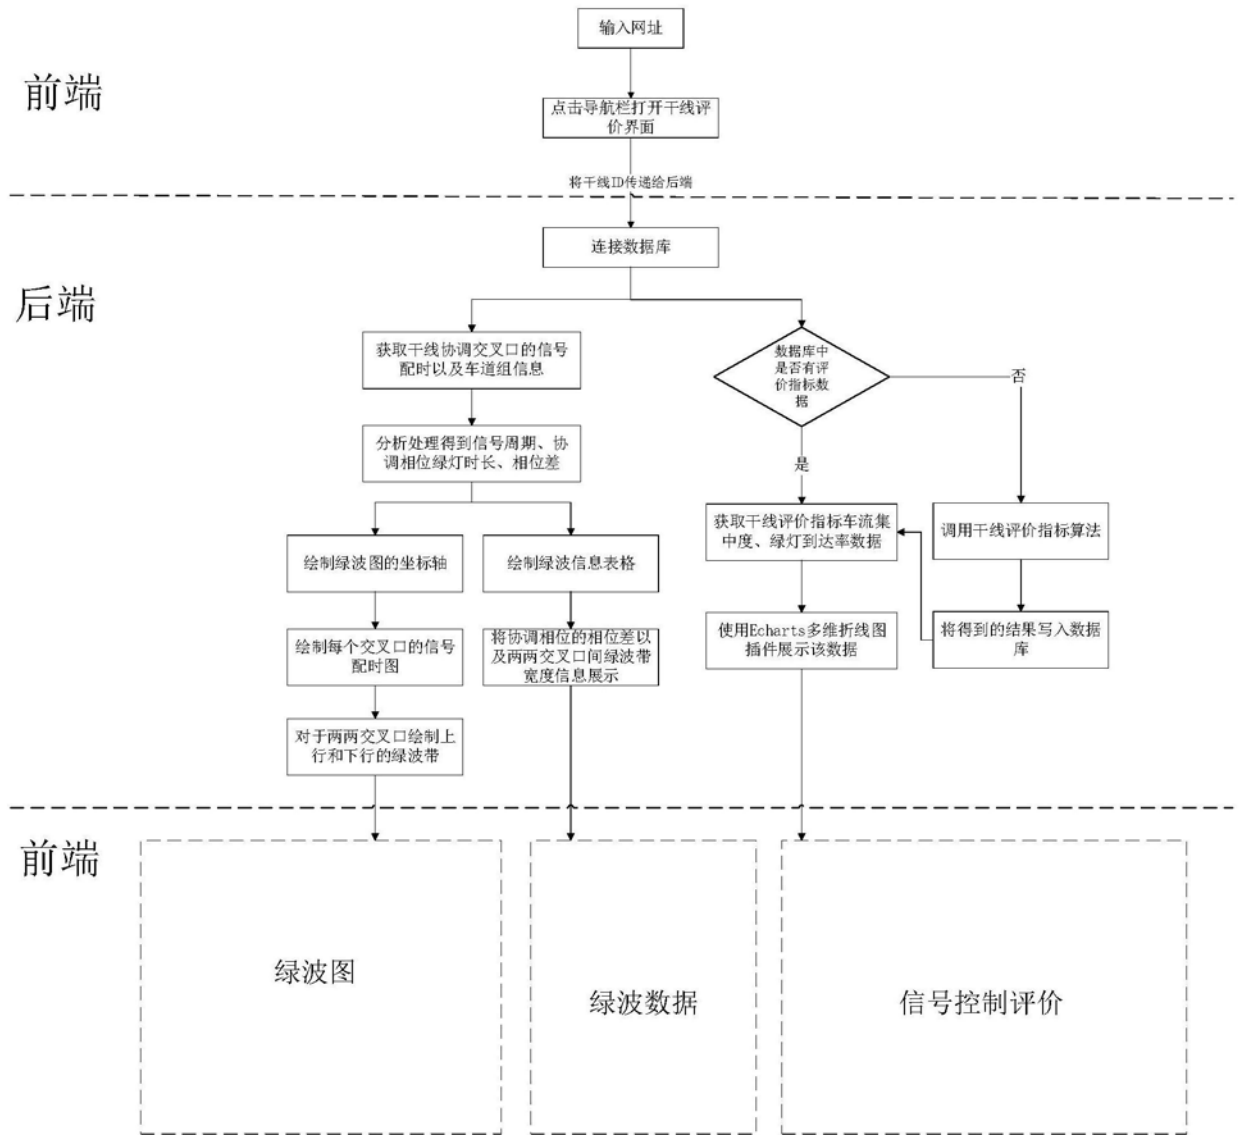 输入网址
前端
点击导航栏打开干线评
价界面
将干线ID传递给后端
连接数据库
后端
获取干线协调交叉口的信号
配时以及车道组信息
数据库中
是否有评
价指标数
据
否
分析处理得到信号周期、协
调相位绿灯时长、相位差
是
获取干线评价指标车流集
中度、绿灯到达率数据
调用干线评价指标算法
绘制绿波图的坐标轴
绘制绿波信息表格
绘制每个交叉口的信号
配时图
将协调相位的相位差以
及两两交叉口间绿波带
宽度信息展示
使用Echarts多维折线图
插件展示该数据
将得到的结果写入数据
库
对于两两交叉口绘制上
行和下行的绿波带
前端
绿波图
绿波数据
信号控制评价